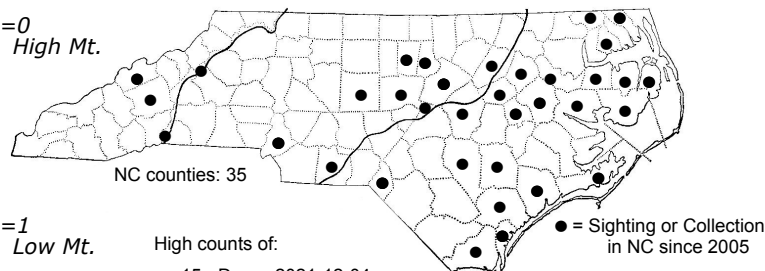 =0
High Mt.
NC counties: 35
=1
Low Mt.
High counts of:
● = Sighting or Collection
in NC since 2005